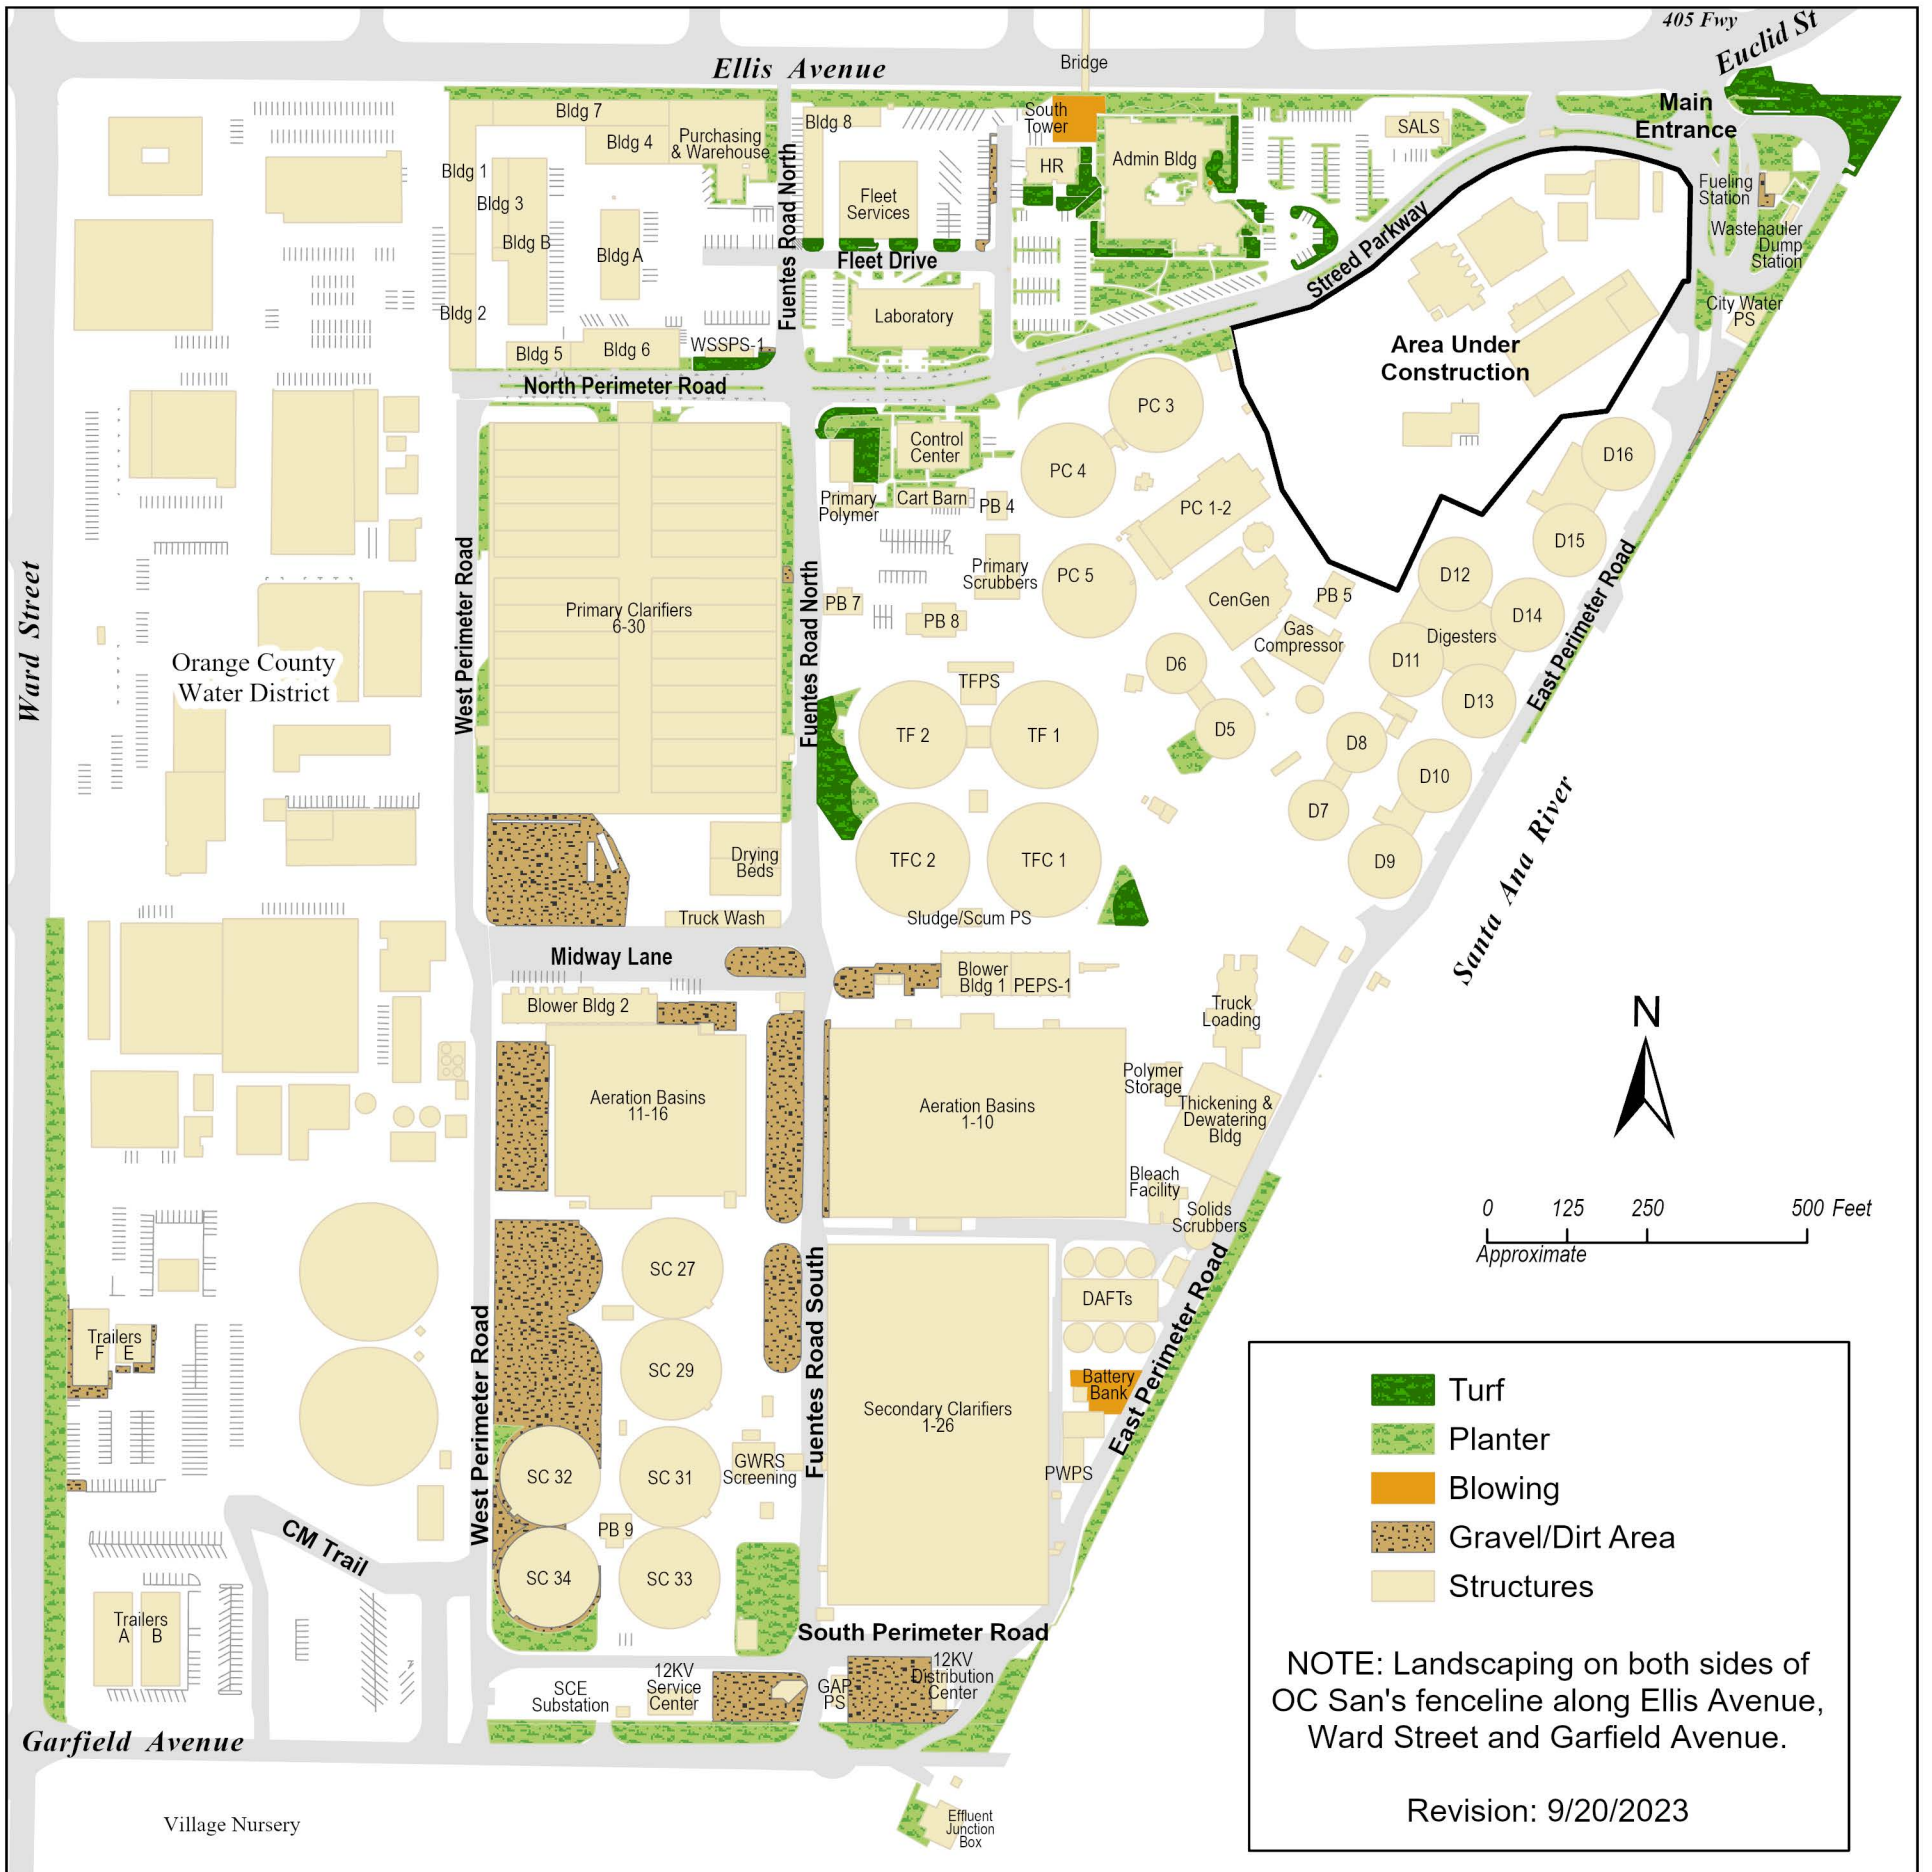 405 Fwy
Euclid St
Ellis Avenue
Bridge
Main
Entrance
Bldg 7
Bldg 4
Purchasing
& Warehouse
Bldg 8
South
Tower
SALS
Bldg 1
Bldg 3
Bldg B
Bldg A
Bldg 2
Bldg 5
Bldg 6
WSSPS-1
Fuentes Road North
Fleet
Services
HR
Admin Bldg
Fleet Drive
Laboratory
Streed Parkway
Fueling
Station
Wastehauler
Dump
Station
City Water
PS
Area Under
Construction
North Perimeter Road
PC 3
Control
Center
PC 4
Cart Barn
PB 4
Primary
Polymer
PC 1-2
D16
D15
Ward Street
West Perimeter Road
Primary Clarifiers
6-30
Fuentes Road North
Primary
Scrubbers
PC 5
PB 7
PB 8
CenGen
PB 5
Gas
Compressor
D12
D14
Digesters
D11
D13
East Perimeter Road
Orange County
Water District
TFPS
D6
D5
TF 2
TF 1
D8
D10
D7
D9
Santa Ana River
Drying
Beds
TFC 2
TFC 1
Truck Wash
Sludge/Scum PS
Midway Lane
Blower Bldg 2
Blower
Bldg 1
PEPS-1
Truck
Loading
N
Aeration Basins
11-16
Aeration Basins
1-10
Polymer
Storage
Thickening &
Dewatering
Bldg
Bleach
Facility
Solids
Scrubbers
0 125 250 500 Feet
Approximate
SC 27
SC 29
SC 32
SC 31
SC 34
SC 33
PB 9
GWRS
Screening
West Perimeter Road
Fuentes Road South
Secondary Clarifiers
1-26
DAFTs
Battery
Bank
PWPS
East Perimeter Road
Trailers
F E
CM Trail
Trailers
A B
South Perimeter Road
SCE
Substation
12KV
Service
Center
GAP
PS
12KV
Distribution
Center
Garfield Avenue
Village Nursery
Effluent
Junction
Box
Turf
Planter
Blowing
Gravel/Dirt Area
Structures
NOTE: Landscaping on both sides of
OC San's fenceline along Ellis Avenue,
Ward Street and Garfield Avenue.
Revision: 9/20/2023